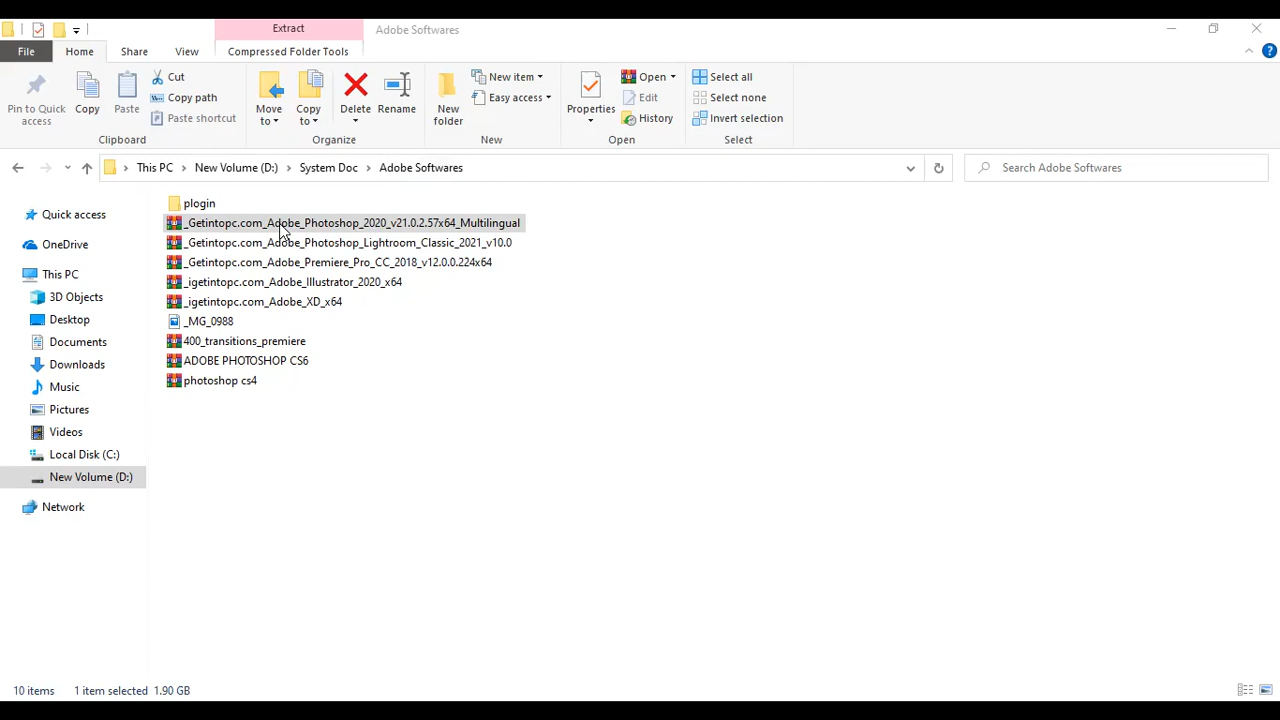 Extract
Adobe Softwares
File
Home
Share
View
Compressed Folder Tools
Pin to Quick
access
Copy
Paste
Cut
Copy path
Paste shortcut
Clipboard
Move
to
Copy
to
Delete
Rename
Organize
New
folder
New item
Easy access
New
Properties
Open
Edit
History
Open
Select all
Select none
Invert selection
Select
This PC
New Volume (D:)
System Doc
Adobe Softwares
Search Adobe Softwares
Quick access
OneDrive
This PC
3D Objects
Desktop
Documents
Downloads
Music
Pictures
Videos
Local Disk (C:)
New Volume (D:)
Network
plogin
_Getintopc.com_Adobe_Photoshop_2020_v21.0.2.57x64_Multilingual
_Getintopc.com_Adobe_Photoshop_Lightroom_Classic_2021_v10.0
_Getintopc.com_Adobe_Premiere_Pro_CC_2018_v12.0.0.224x64
_igetintopc.com_Adobe_Illustrator_2020_x64
_igetintopc.com_Adobe_XD_x64
_MG_0988
400_transitions_premiere
ADOBE PHOTOSHOP CS6
photoshop cs4
10 items
1 item selected
1.90 GB